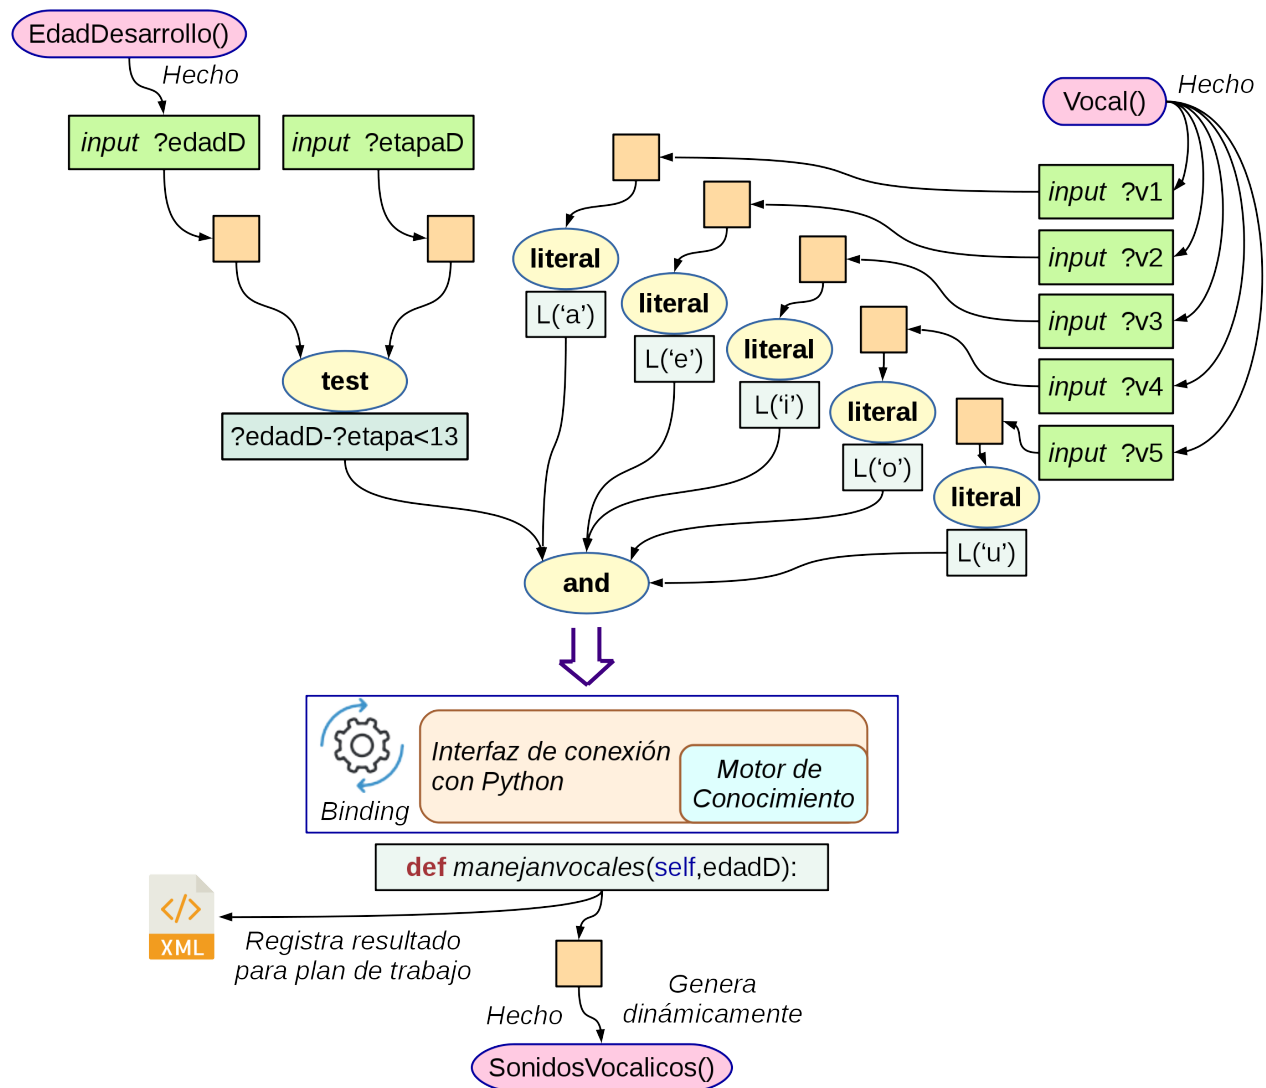 EdadDesarrollo()
Hecho
input ?edadD
input ?etapaD
Vocal()
Hecho
input ?v1
input ?v2
input ?v3
input ?v4
input ?v5
literal
L(‘a’)
literal
L(‘e’)
literal
L(‘i’)
literal
L(‘o’)
literal
L(‘u’)
test
?edadD-?etapa<13
and
Binding
Interfaz de conexión
con Python
Motor de
Conocimiento
def manejanvocales(self,edadD):
XML
Registra resultado
para plan de trabajo
Hecho
Genera
dinámicamente
SonidosVocalicos()